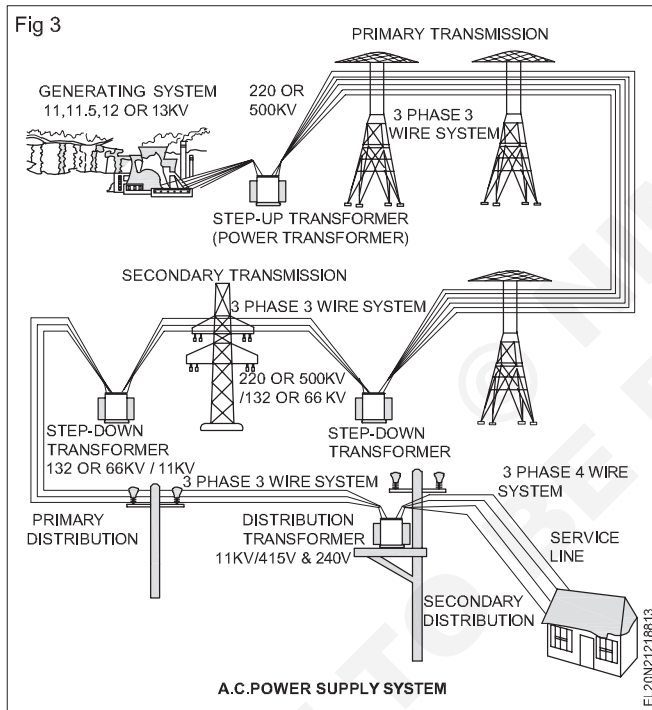 Fig 3
PRIMARY TRANSMISSION
GENERATING SYSTEM
11,11.5,12 OR 13KV
220 OR
500KV
3 PHASE 3
WIRE SYSTEM
STEP-UP TRANSFORMER
(POWER TRANSFORMER)
SECONDARY TRANSMISSION
3 PHASE 3 WIRE SYSTEM
220 OR 500KV
/132 OR 66 KV
STEP-DOWN
TRANSFORMER
132 OR 66KV / 11KV
STEP-DOWN
TRANSFORMER
3 PHASE 3 WIRE SYSTEM
3 PHASE 4 WIRE
SYSTEM
PRIMARY
DISTRIBUTION
DISTRIBUTION
TRANSFORMER
11KV/415V & 240V
SERVICE
LINE
SECONDARY
DISTRIBUTION
A.C.POWER SUPPLY SYSTEM
EL20N21218813